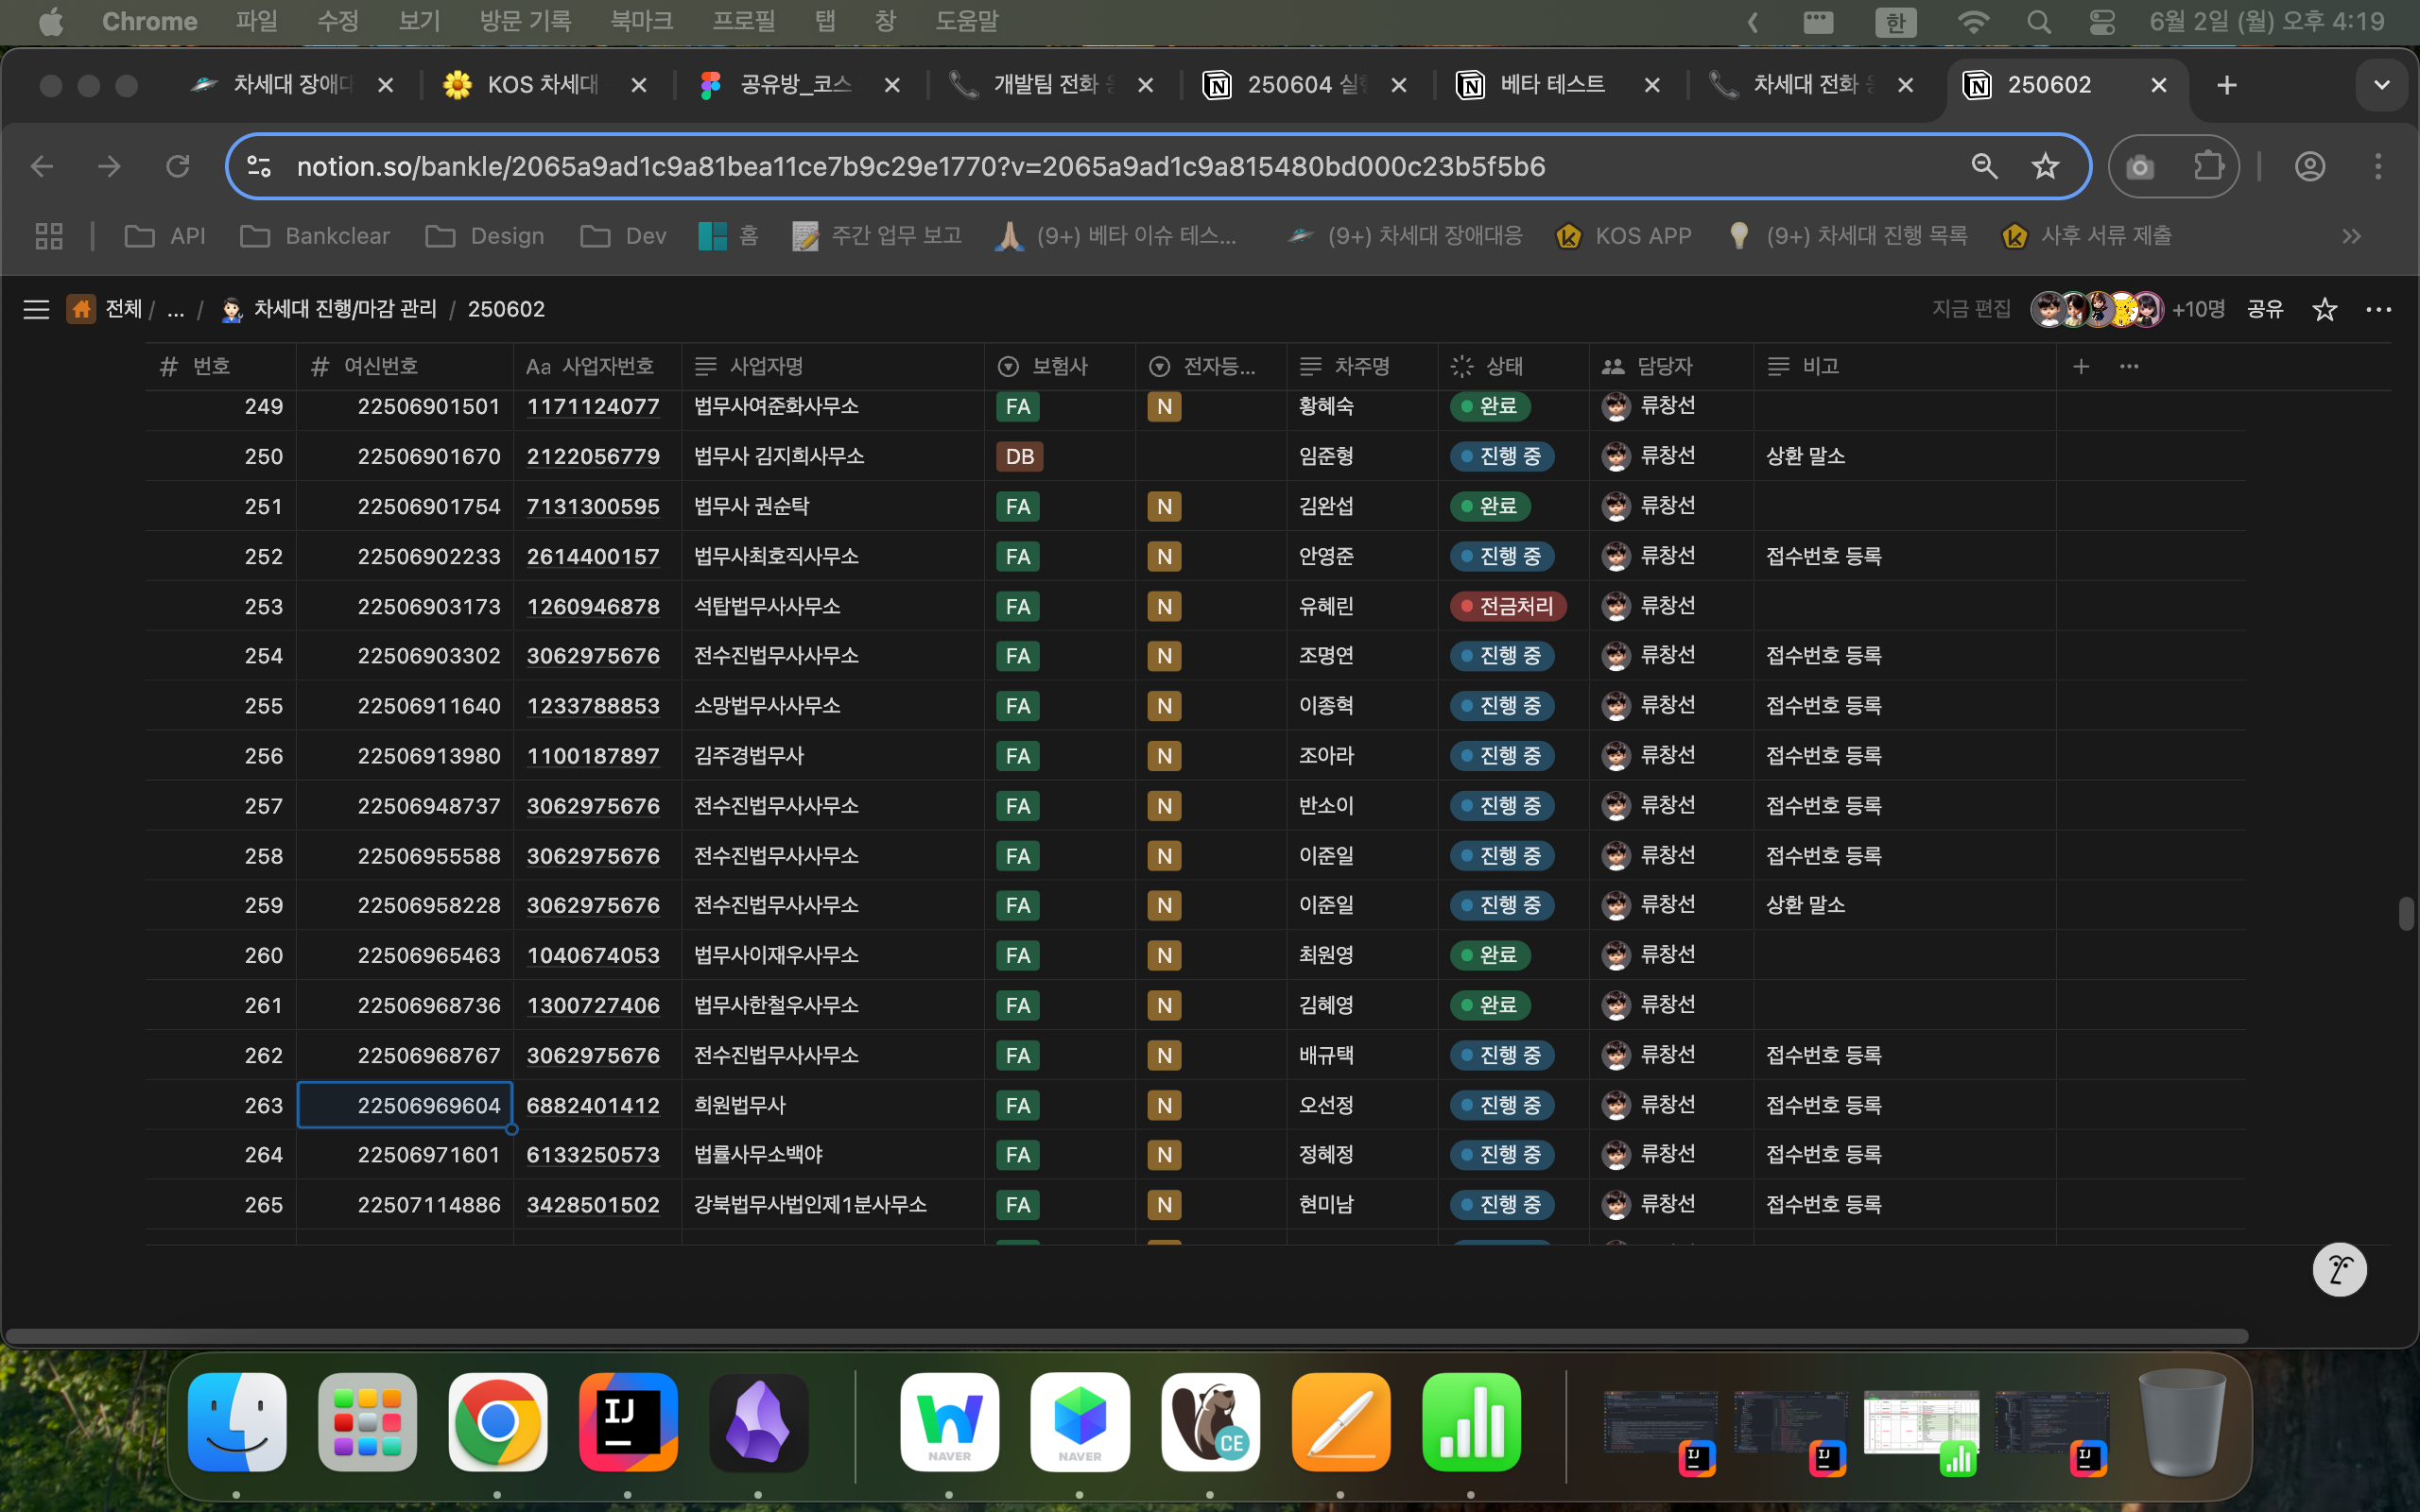 Chrome 파일 수정 보기 방문 기록 북마크 프로필 탭 창 도움말 한 6월 2일 (월) 오후 4:19
차세대 장애대 KOS 차세대 공유방_코스 개발팀 전화 250604 실 베타 테스트 차세대 전화 250602
notion.so/bankle/2065a9ad1c9a81bea11ce7b9c29e1770?v=2065a9ad1c9a815480bd000c23b5f5b6
API Bankclear Design Dev 홈 주간 업무 보고 (9+) 베타 이슈 테스... (9+) 차세대 장애대응 KOS APP (9+) 차세대 진행 목록 사후 서류 제출
전체 / ... / 차세대 진행/마감 관리 / 250602 지금 편집 +10명 공유
# 번호 # 여신번호 Aa 사업자번호 사업자명 보험사 전자등... 차주명 상태 담당자 비고
249 22506901501 1171124077 법무사여준화사무소 FA N 황혜숙 완료 류창선
250 22506901670 2122056779 법무사 김지희사무소 DB 임준형 진행 중 류창선 상환 말소
251 22506901754 7131300595 법무사 권순탁 FA N 김완섭 완료 류창선
252 22506902233 2614400157 법무사최호직사무소 FA N 안영준 진행 중 류창선 접수번호 등록
253 22506903173 1260946878 석탑법무사사무소 FA N 유혜린 전금처리 류창선
254 22506903302 3062975676 전수진법무사사무소 FA N 조명연 진행 중 류창선 접수번호 등록
255 22506911640 1233788853 소망법무사사무소 FA N 이종혁 진행 중 류창선 접수번호 등록
256 22506913980 1100187897 김주경법무사 FA N 조아라 진행 중 류창선 접수번호 등록
257 22506948737 3062975676 전수진법무사사무소 FA N 반소이 진행 중 류창선 접수번호 등록
258 22506955588 3062975676 전수진법무사사무소 FA N 이준일 진행 중 류창선 접수번호 등록
259 22506958228 3062975676 전수진법무사사무소 FA N 이준일 진행 중 류창선 상환 말소
260 22506965463 1040674053 법무사이재우사무소 FA N 최원영 완료 류창선
261 22506968736 1300727406 법무사한철우사무소 FA N 김혜영 완료 류창선
262 22506968767 3062975676 전수진법무사사무소 FA N 배규택 진행 중 류창선 접수번호 등록
263 22506969604 6882401412 희원법무사 FA N 오선정 진행 중 류창선 접수번호 등록
264 22506971601 6133250573 법률사무소백야 FA N 정혜정 진행 중 류창선 접수번호 등록
265 22507114886 3428501502 강북법무사법인제1분사무소 FA N 현미남 진행 중 류창선 접수번호 등록
IJ NAVER NAVER CE IJ IJ IJ